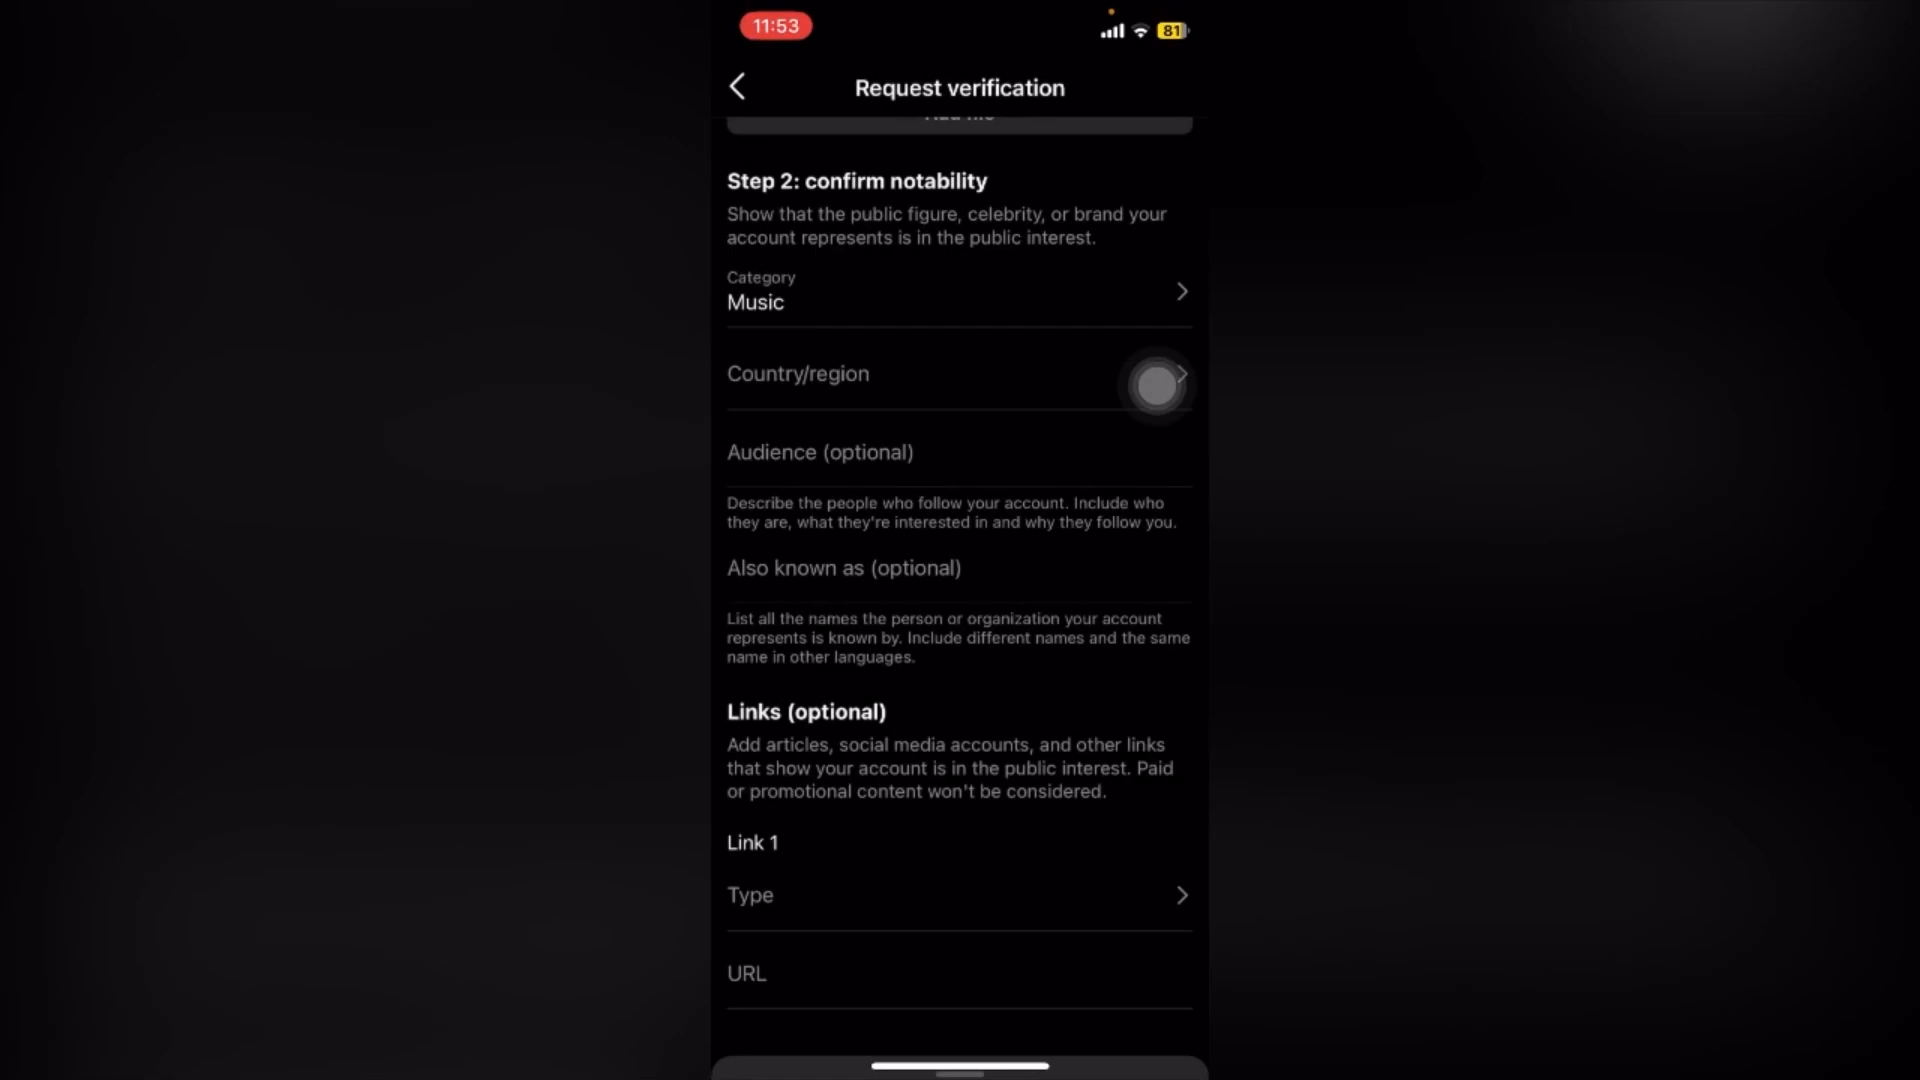 11:53
81
Request verification
Step 2: confirm notability
Show that the public figure, celebrity, or brand your
account represents is in the public interest.
Category
Music
Country/region
Audience (optional)
Describe the people who follow your account. Include who
they are, what they're interested in and why they follow you.
Also known as (optional)
List all the names the person or organization your account
represents is known by. Include different names and the same
name in other languages.
Links (optional)
Add articles, social media accounts, and other links
that show your account is in the public interest. Paid
or promotional content won't be considered.
Link 1
Type
URL